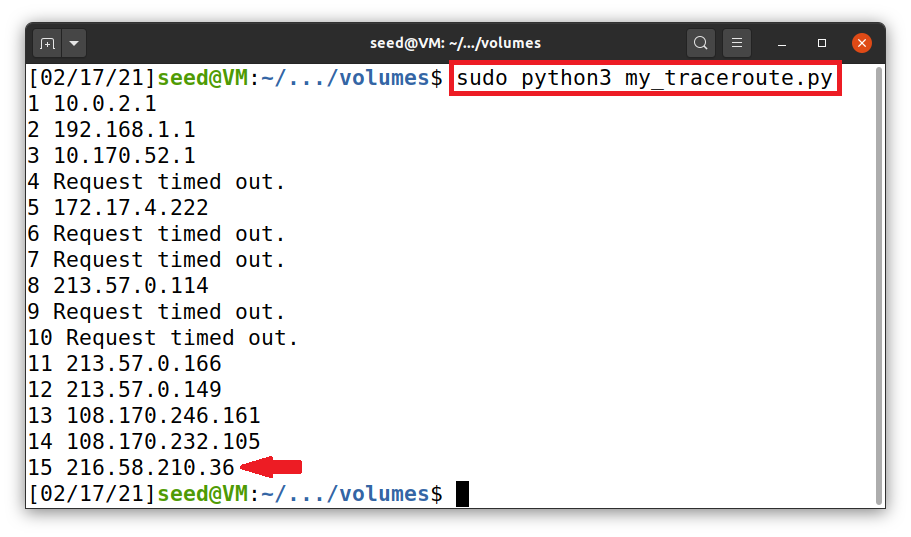 seed@VM: ~/.../volumes
[02/17/21]seed@VM:~/.../volumes$ sudo python3 my_traceroute.py
1 10.0.2.1
2 192.168.1.1
3 10.170.52.1
4 Request timed out.
5 172.17.4.222
6 Request timed out.
7 Request timed out.
8 213.57.0.114
9 Request timed out.
10 Request timed out.
11 213.57.0.166
12 213.57.0.149
13 108.170.246.161
14 108.170.232.105
15 216.58.210.36
[02/17/21]seed@VM:~/.../volumes$